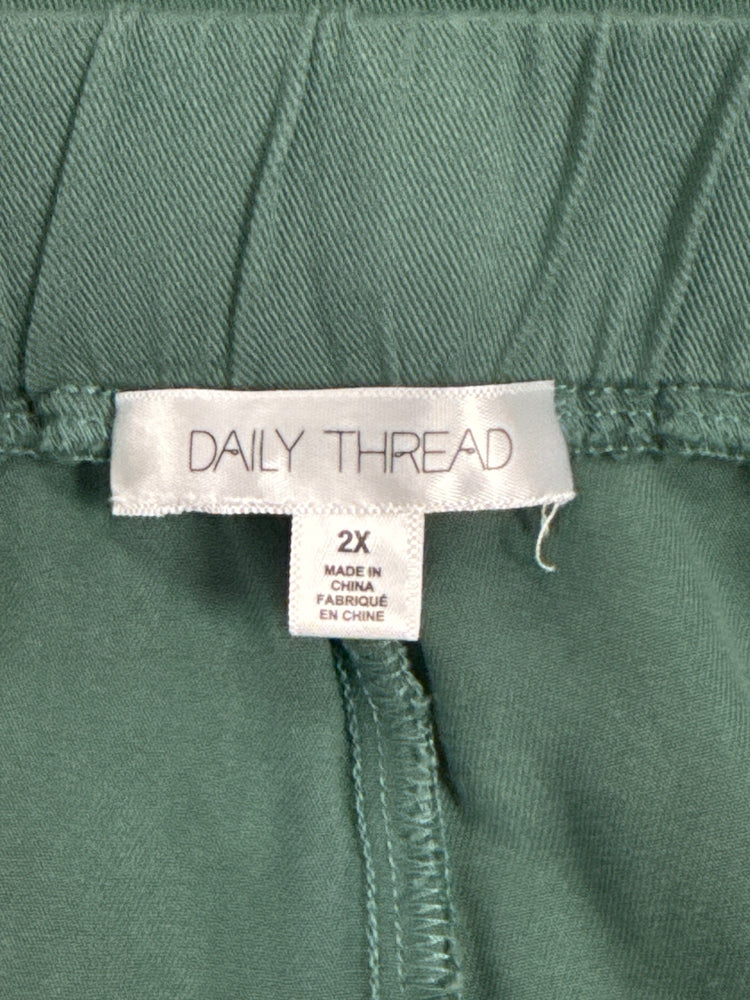 DAILY THREAD
2X
MADE IN
CHINA
FABRIQUÉ
EN CHINE